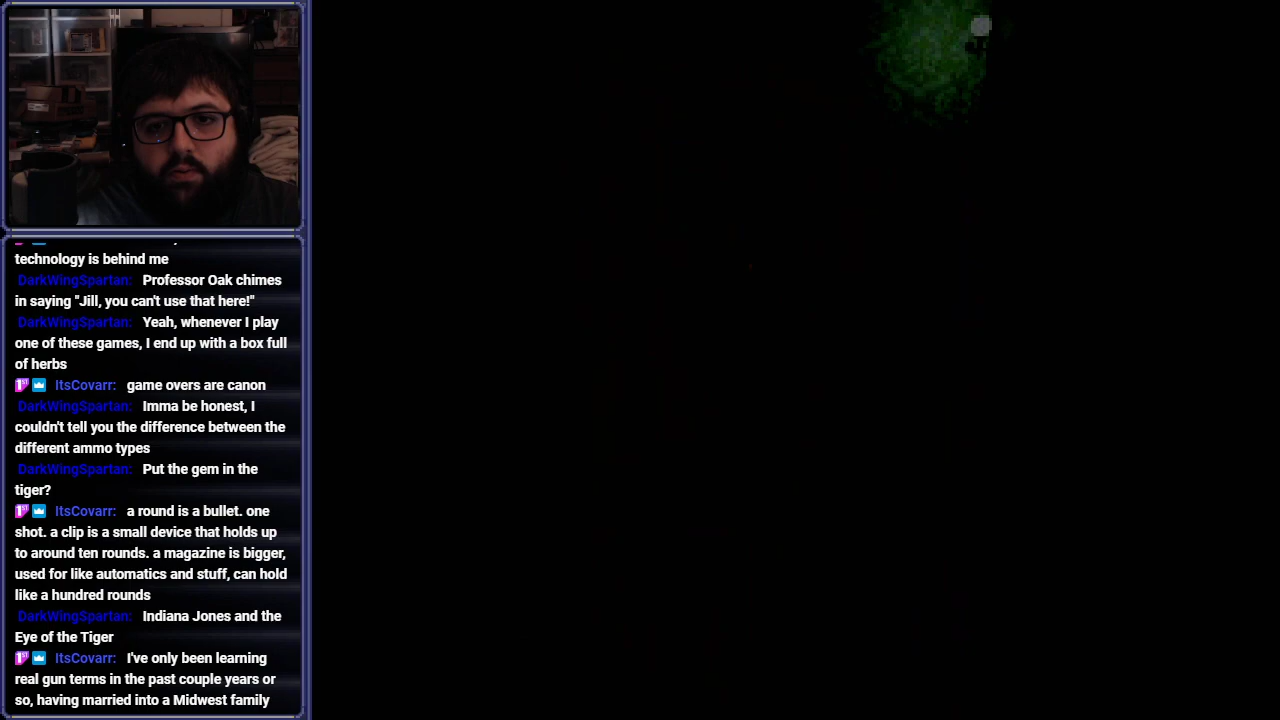 technology is behind me
DarkWingSpartan: Professor Oak chimes
in saying "Jill, you can't use that here!"
DarkWingSpartan: Yeah, whenever I play
one of these games, I end up with a box full
of herbs
1ST ItsCovarr: game overs are canon
DarkWingSpartan: Imma be honest, I
couldn't tell you the difference between the
different ammo types
DarkWingSpartan: Put the gem in the
tiger?
1ST ItsCovarr: a round is a bullet. one
shot. a clip is a small device that holds up
to around ten rounds. a magazine is bigger,
used for like automatics and stuff, can hold
like a hundred rounds
DarkWingSpartan: Indiana Jones and the
Eye of the Tiger
1ST ItsCovarr: I've only been learning
real gun terms in the past couple years or
so, having married into a Midwest family